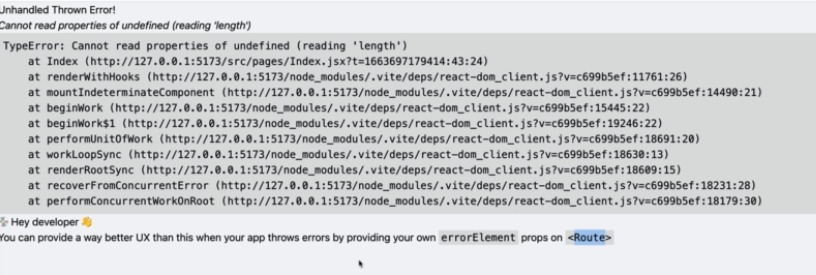 Unhandled Thrown Error!
Cannot read properties of undefined (reading 'length')
TypeError: Cannot read properties of undefined (reading 'length')
at Index (http://127.0.0.1:5173/src/pages/Index.jsx?t=1663697179414:43:24)
at renderWithHooks (http://127.0.0.1:5173/node_modules/.vite/deps/react-dom_client.js?v=c699b5ef:11761:26)
at mountIndeterminateComponent (http://127.0.0.1:5173/node_modules/.vite/deps/react-dom_client.js?v=c699b5ef:14490:21)
at beginWork (http://127.0.0.1:5173/node_modules/.vite/deps/react-dom_client.js?v=c699b5ef:15445:22)
at beginWork$1 (http://127.0.0.1:5173/node_modules/.vite/deps/react-dom_client.js?v=c699b5ef:19246:22)
at performUnitOfWork (http://127.0.0.1:5173/node_modules/.vite/deps/react-dom_client.js?v=c699b5ef:18691:20)
at workLoopSync (http://127.0.0.1:5173/node_modules/.vite/deps/react-dom_client.js?v=c699b5ef:18630:13)
at renderRootSync (http://127.0.0.1:5173/node_modules/.vite/deps/react-dom_client.js?v=c699b5ef:18609:15)
at recoverFromConcurrentError (http://127.0.0.1:5173/node_modules/.vite/deps/react-dom_client.js?v=c699b5ef:18231:28)
at performConcurrentWorkOnRoot (http://127.0.0.1:5173/node_modules/.vite/deps/react-dom_client.js?v=c699b5ef:18179:30)
Hey developer 👋
You can provide a way better UX than this when your app throws errors by providing your own errorElement props on <Route>